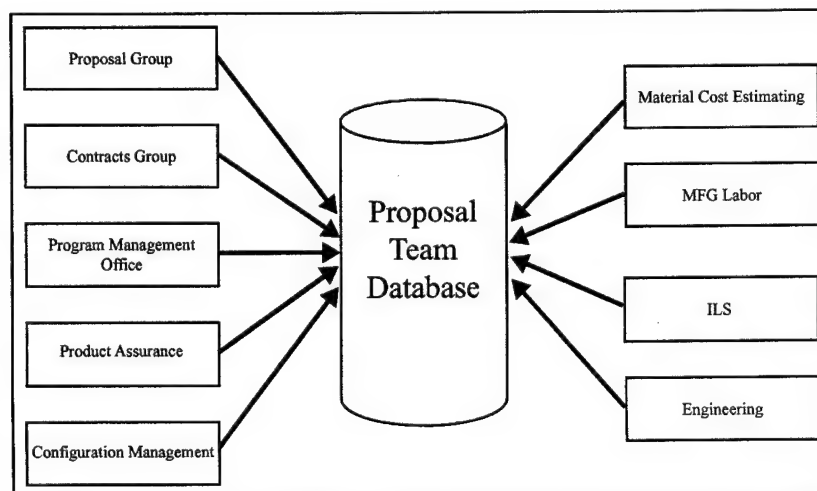 Proposal Group
Contracts Group
Program Management
Office
Product Assurance
Configuration Management
Proposal
Team
Database
Material Cost Estimating
MFG Labor
ILS
Engineering